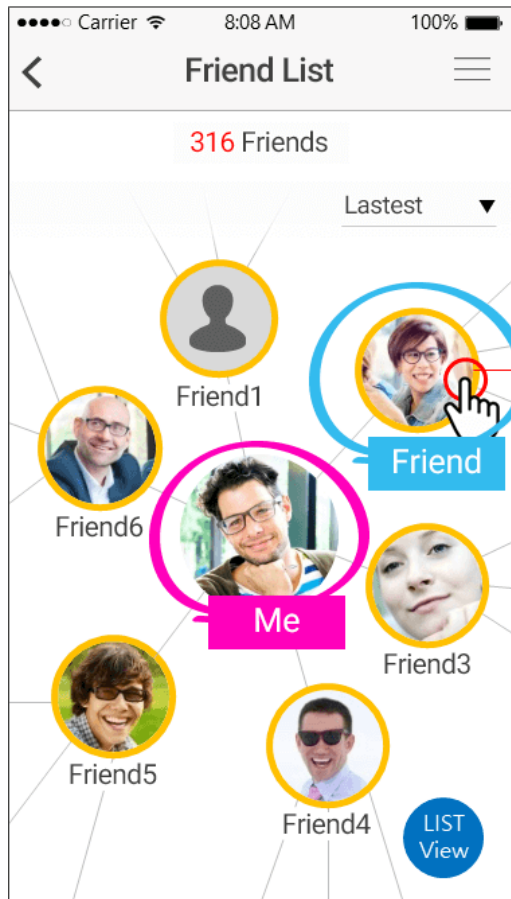 Carrier 8:08 AM 100%
Friend List
316 Friends
Lastest
Friend1
Friend
Friend6
Me
Friend3
Friend5
Friend4
LIST
View